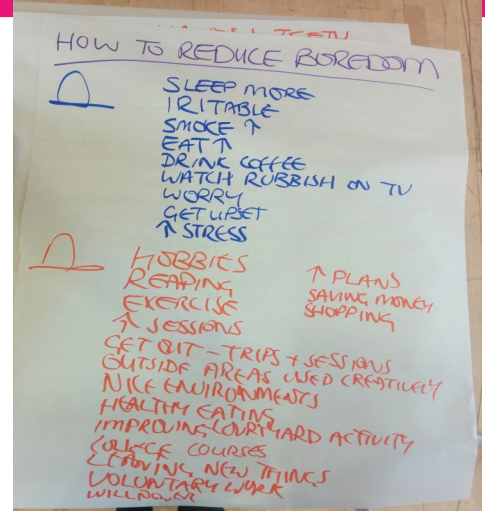 TEETH
HOW TO REDUCE BOREDOM
SLEEP MORE
IRITABLE
SMOKE ↑
EAT ↑
DRINK COFFEE
WATCH RUBBISH ON TV
WORRY
GET UPSET
↑ STRESS
HOBBIES
READING
EXERCISE
↑ SESSIONS
↑ PLANS
SAVING MONEY
SHOPPING
GET OUT - TRIPS + SESSIONS
OUTSIDE AREAS USED CREATIVELY
NICE ENVIRONMENTS
HEALTHY EATING
IMPROVING COURTYARD ACTIVITY
COLLEGE COURSES
LEARNING NEW THINGS
VOLUNTARY WORK
WILLPOWER